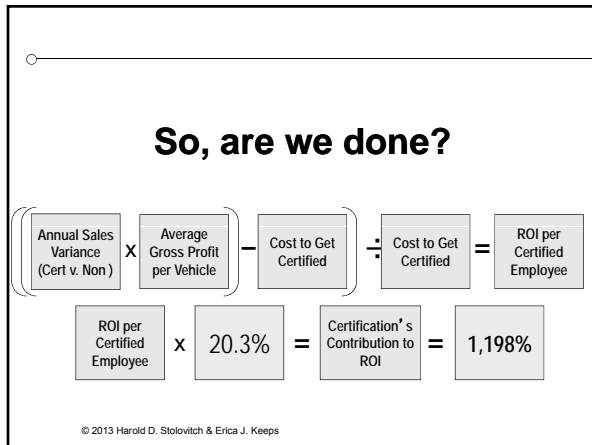 So, are we done?
Annual Sales
Variance
(Cert v. Non )
x
Average
Gross Profit
per Vehicle
–
Cost to Get
Certified
÷
Cost to Get
Certified
=
ROI per
Certified
Employee
ROI per
Certified
Employee
x
20.3%
=
Certification's
Contribution to
ROI
=
1,198%
© 2013 Harold D. Stolovitch & Erica J. Keeps